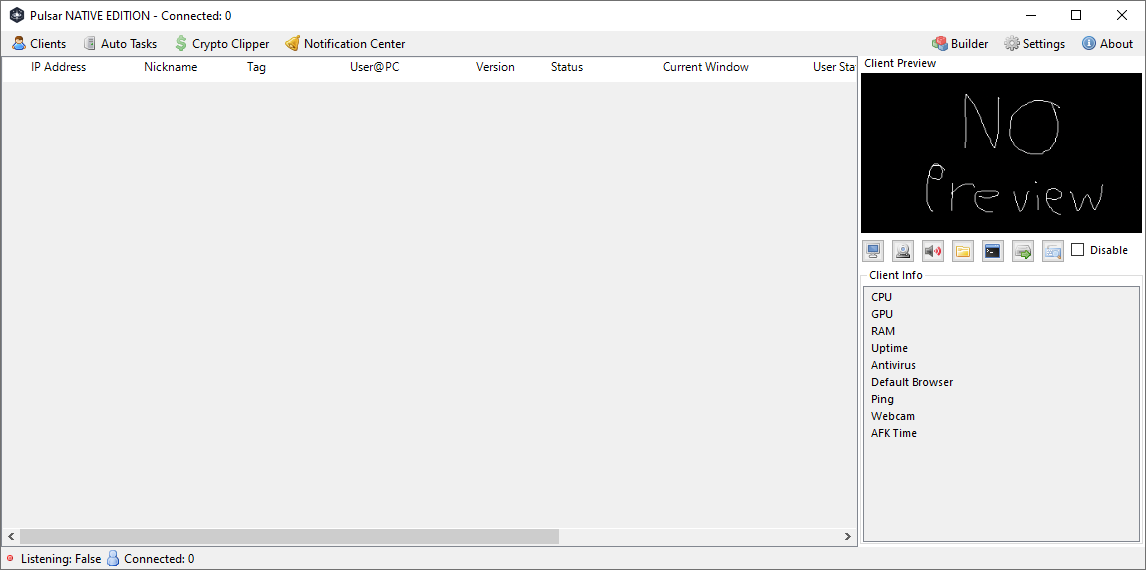 Pulsar NATIVE EDITION - Connected: 0
Clients Auto Tasks Crypto Clipper Notification Center Builder Settings About
IP Address Nickname Tag User@PC Version Status Current Window User Sta
Client Preview
NO
Preview
Disable
Client Info
CPU
GPU
RAM
Uptime
Antivirus
Default Browser
Ping
Webcam
AFK Time
Listening: False Connected: 0